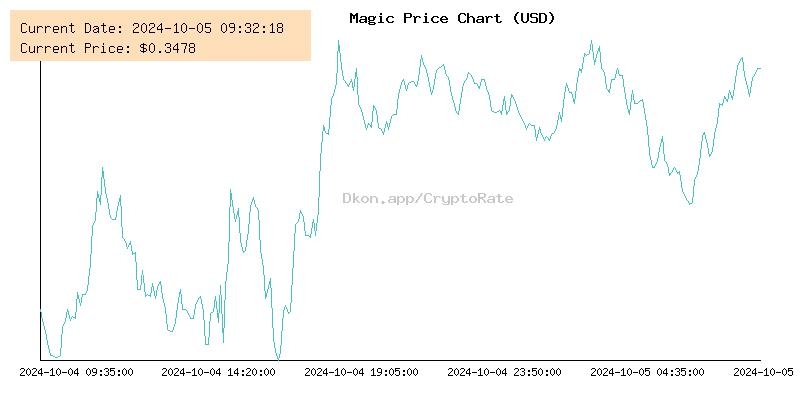 Magic Price Chart (USD)
Current Date: 2024-10-05 09:32:18
Current Price: $0.3478
Dkon.app/CryptoRate
2024-10-04 09:35:00 2024-10-04 14:20:00 2024-10-04 19:05:00 2024-10-04 23:50:00 2024-10-05 04:35:00 2024-10-05